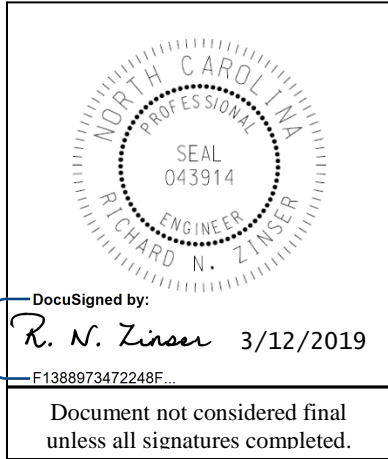 NORTH CAROLINA
PROFESSIONAL
SEAL
043914
ENGINEER
RICHARD N. ZINSER
DocuSigned by:
R. N. Zinser 3/12/2019
F1388973472248F...
Document not considered final
unless all signatures completed.